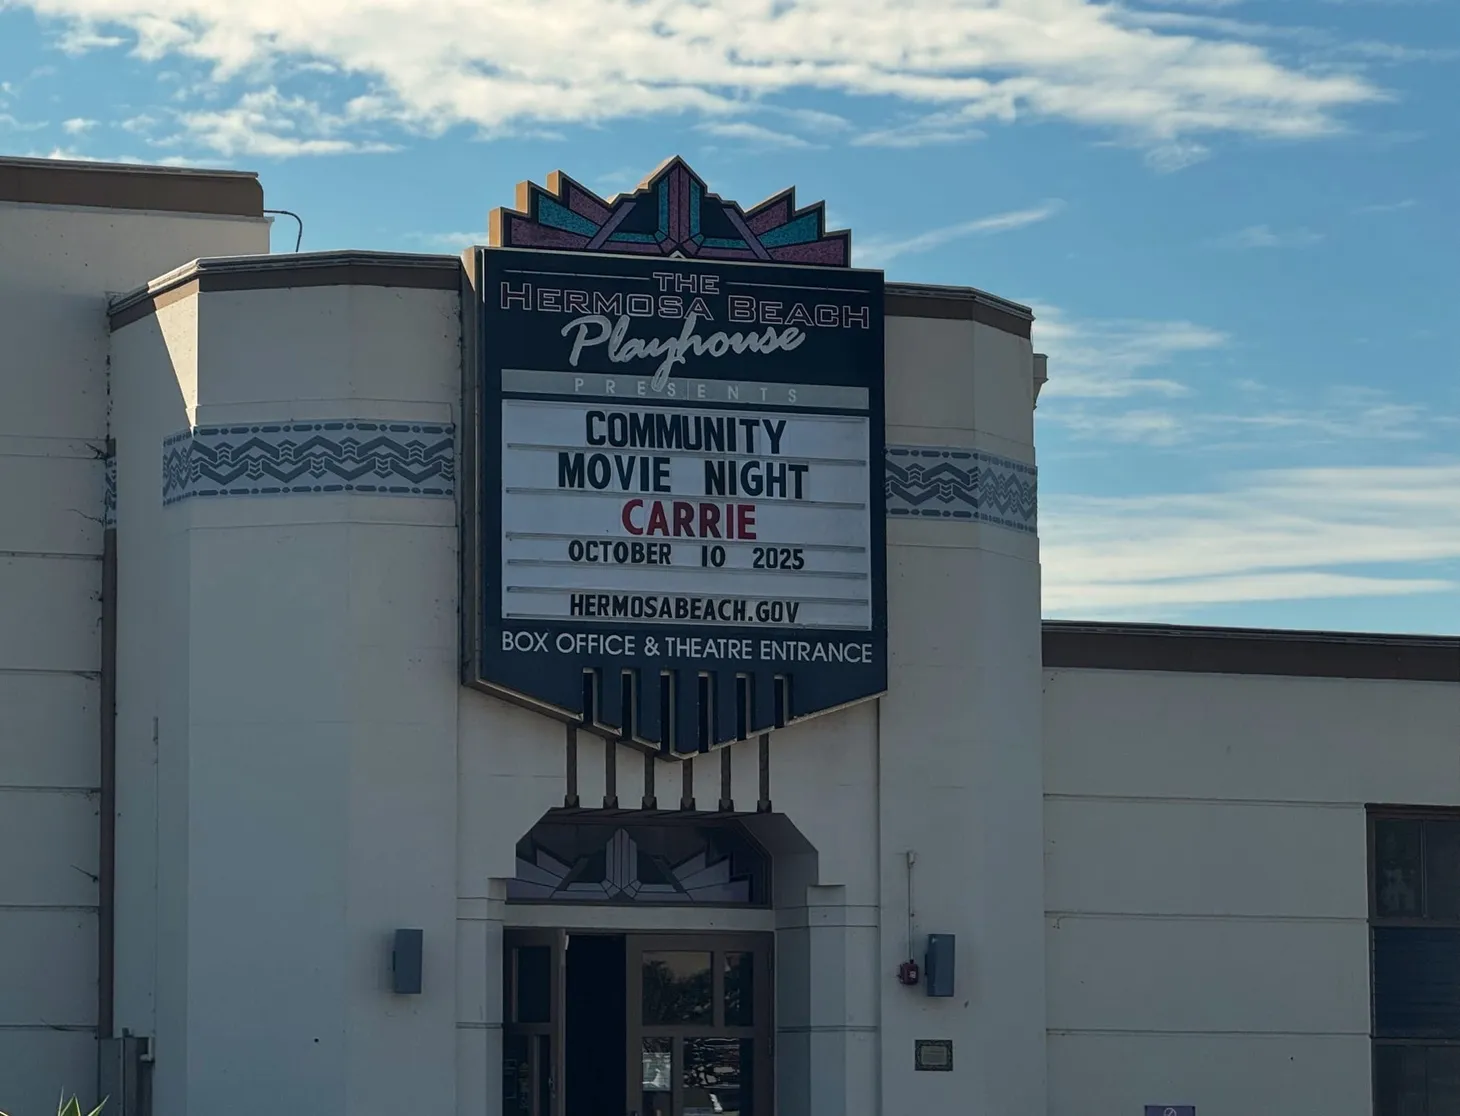 THE
HERMOSA BEACH
Playhouse
PRESENTS
COMMUNITY
MOVIE NIGHT
CARRIE
OCTOBER 10 2025
HERMOSABEACH.GOV
BOX OFFICE & THEATRE ENTRANCE